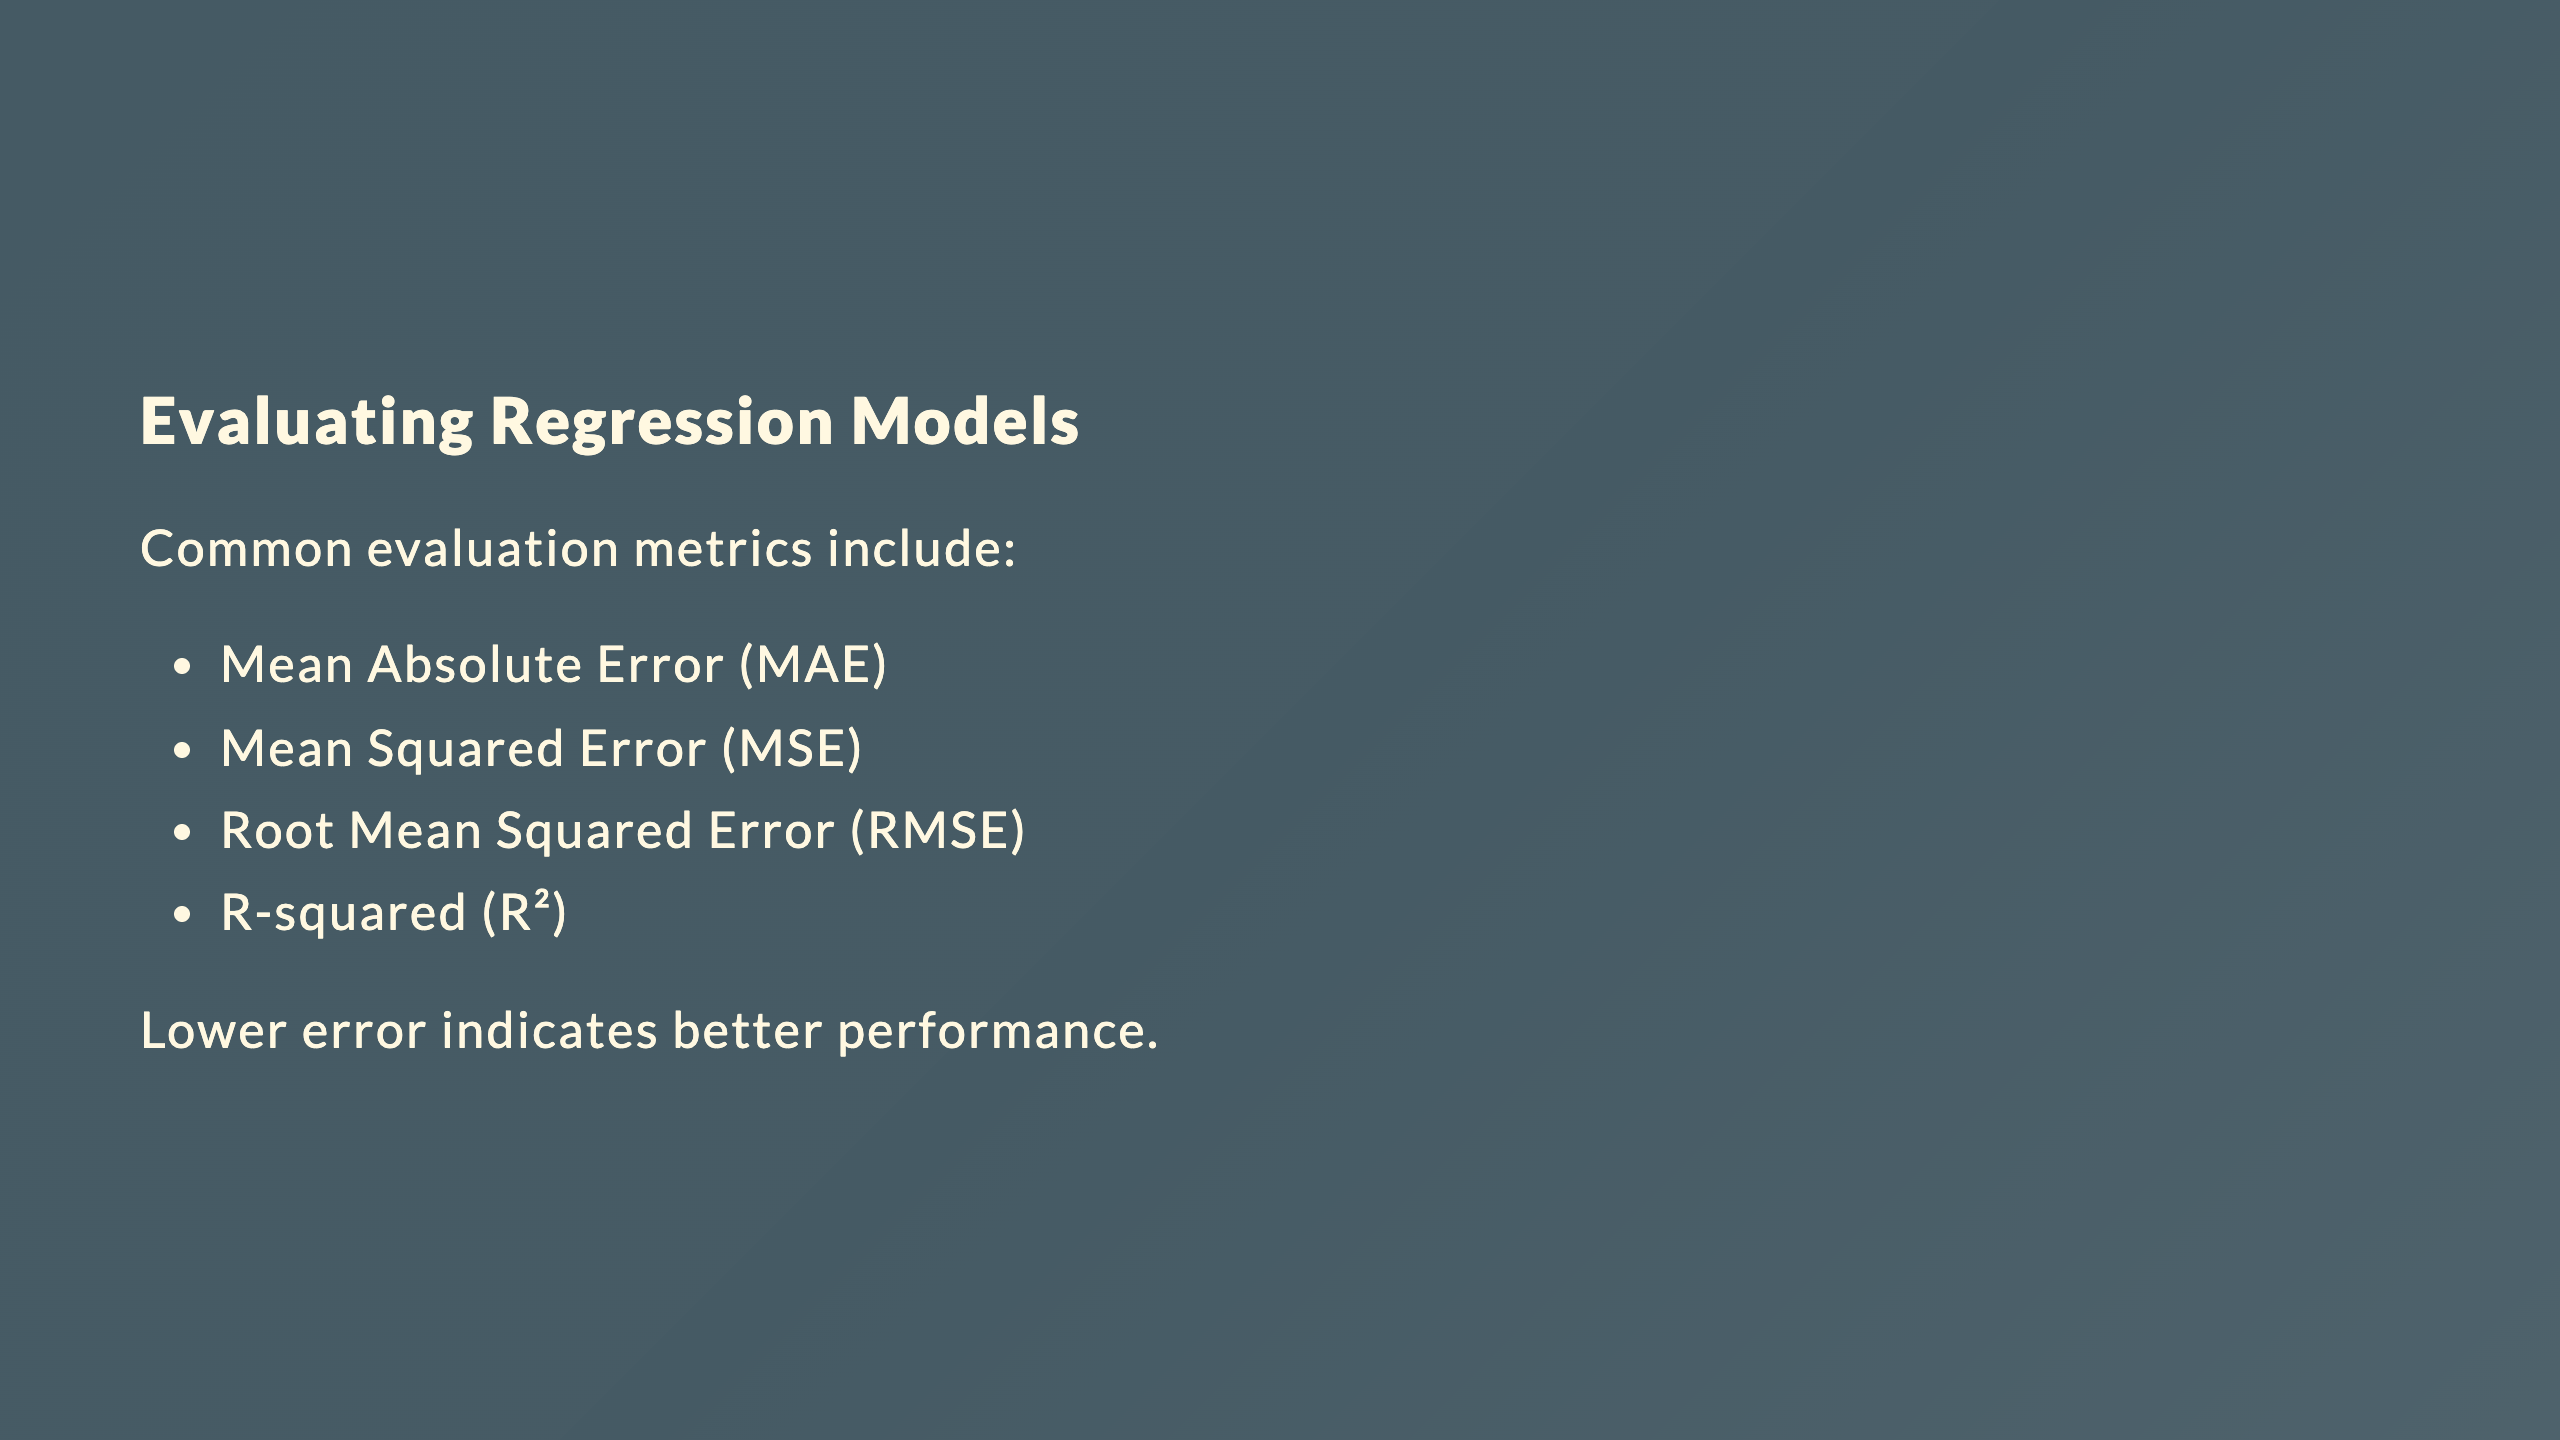 Evaluating Regression Models
Common evaluation metrics include:
• Mean Absolute Error (MAE)
• Mean Squared Error (MSE)
• Root Mean Squared Error (RMSE)
• R-squared (R²)
Lower error indicates better performance.